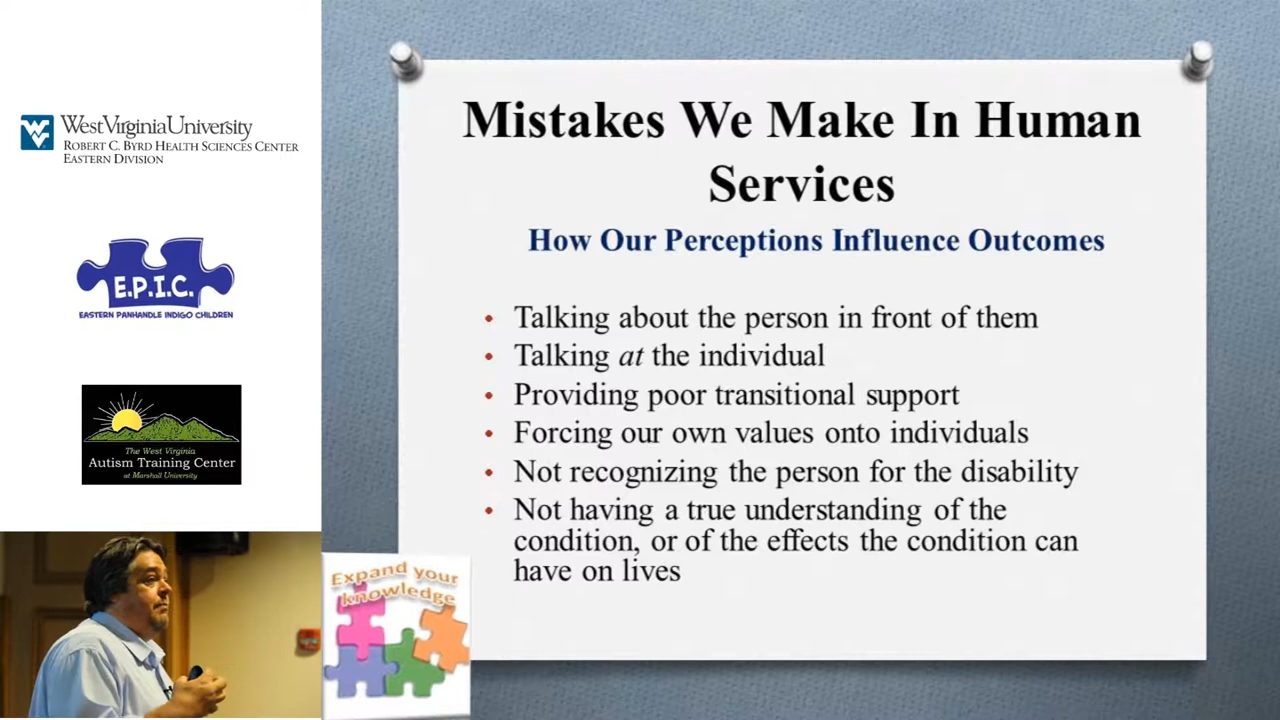 West Virginia University
ROBERT C. BYRD HEALTH SCIENCES CENTER
EASTERN DIVISION
E.P.I.C.
EASTERN PANHANDLE INDIGO CHILDREN
The West Virginia
Autism Training Center
at Marshall University
Mistakes We Make In Human
Services
How Our Perceptions Influence Outcomes
• Talking about the person in front of them
• Talking at the individual
• Providing poor transitional support
• Forcing our own values onto individuals
• Not recognizing the person for the disability
• Not having a true understanding of the
condition, or of the effects the condition can
have on lives
Expand your
knowledge